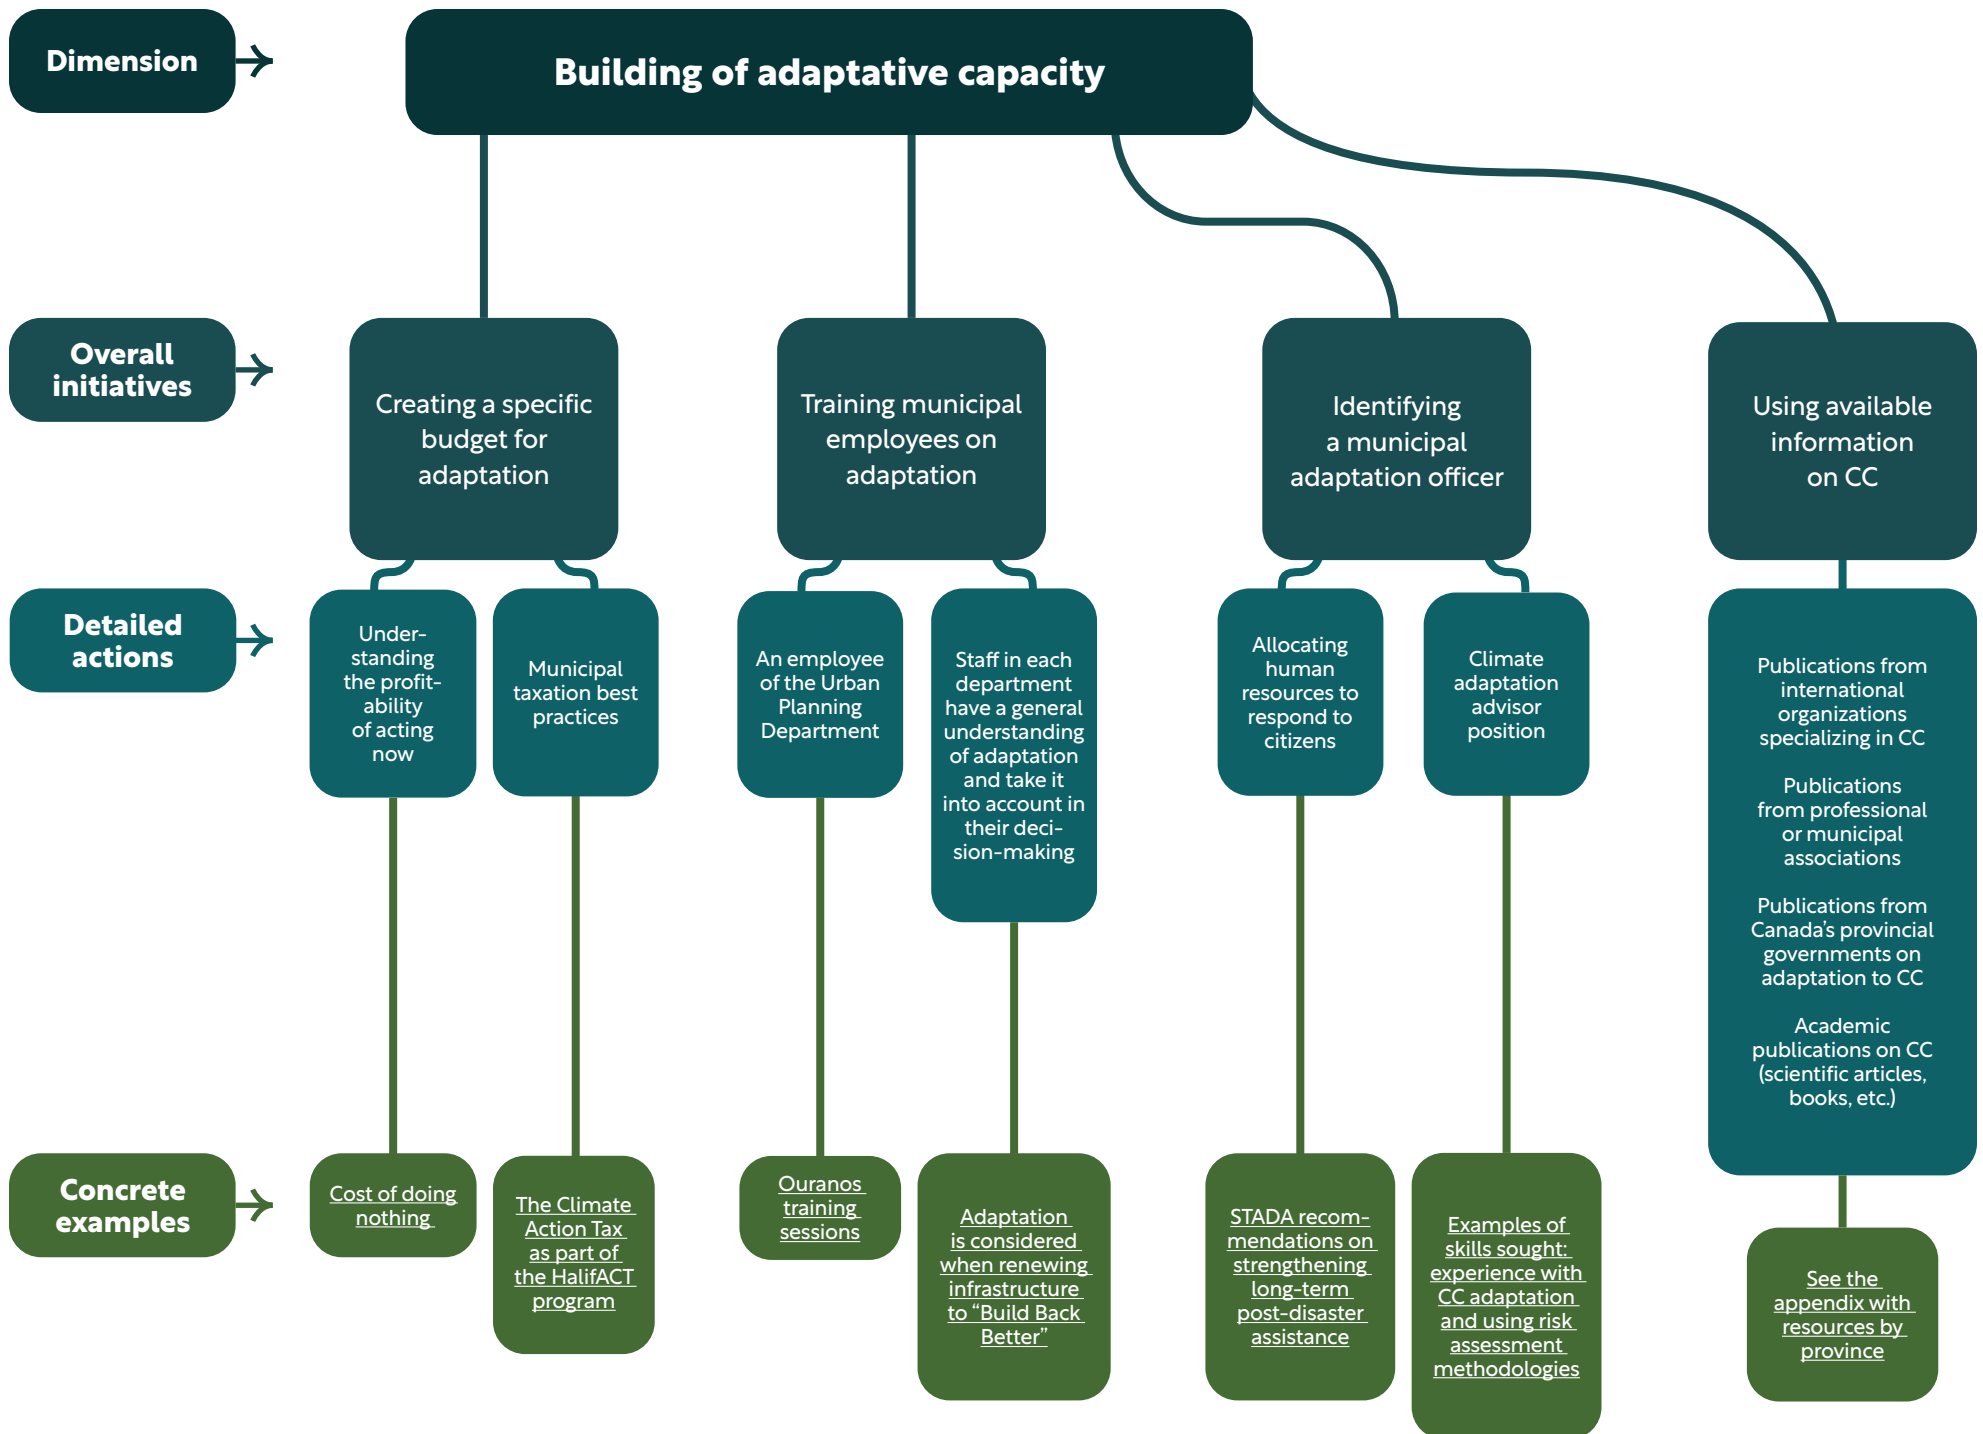 Dimension
Building of adaptative capacity
Overall
initiatives
Creating a specific
budget for
adaptation
Training municipal
employees on
adaptation
Identifying
a municipal
adaptation officer
Using available
information
on CC
Detailed
actions
Under-
standing
the profit-
ability
of acting
now
Municipal
taxation best
practices
An employee
of the Urban
Planning
Department
Staff in each
department
have a general
understanding
of adaptation
and take it
into account in
their deci-
sion-making
Allocating
human
resources to
respond to
citizens
Climate
adaptation
advisor
position
Publications from
international
organizations
specializing in CC
Publications
from professional
or municipal
associations
Publications from
Canada's provincial
governments on
adaptation to CC
Academic
publications on CC
(scientific articles,
books, etc.)
Concrete
examples
Cost of doing
nothing
The Climate
Action Tax
as part of
the HalifACT
program
Ouranos
training
sessions
Adaptation
is considered
when renewing
infrastructure
to “Build Back
Better”
STADA recom-
mendations on
strengthening
long-term
post-disaster
assistance
Examples of
skills sought:
experience with
CC adaptation
and using risk
assessment
methodologies
See the
appendix with
resources by
province